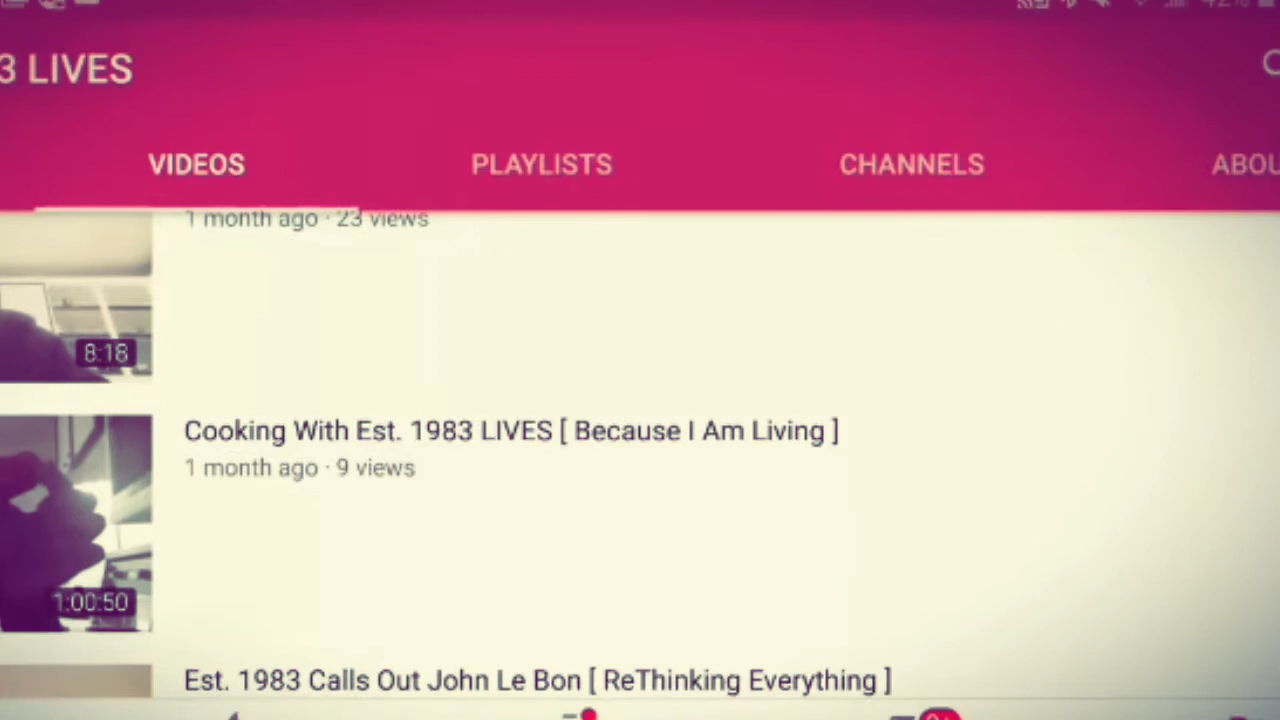 42%
3 LIVES
VIDEOS
PLAYLISTS
CHANNELS
ABOU
1 month ago · 23 views
8:18
Cooking With Est. 1983 LIVES [ Because I Am Living ]
1 month ago · 9 views
1:00:50
Est. 1983 Calls Out John Le Bon [ ReThinking Everything ]
9+